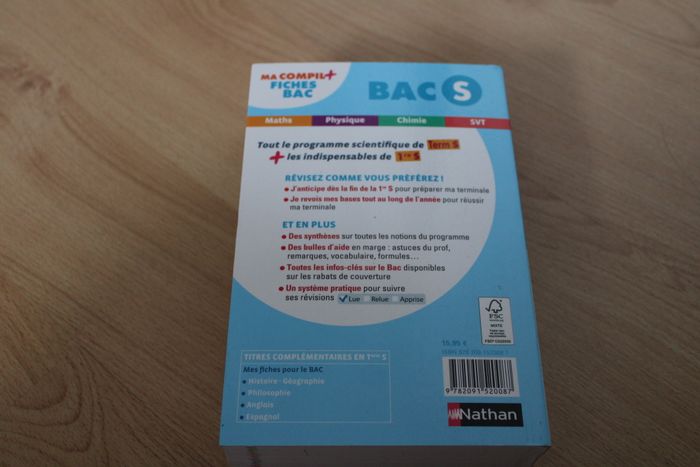 MA COMPIL+
FICHES
BAC
BAC S
Maths Physique Chimie SVT
Tout le programme scientifique de Term S
+ les indispensables de 1re S
RÉVISEZ COMME VOUS PRÉFÉREZ !
• J'anticipe dès la fin de la 1re S pour préparer ma terminale
• Je revois mes bases tout au long de l'année pour réussir
ma terminale
ET EN PLUS
• Des synthèses sur toutes les notions du programme
• Des bulles d'aide en marge : astuces du prof,
remarques, vocabulaire, formules...
• Toutes les infos-clés sur le Bac disponibles
sur les rabats de couverture
• Un système pratique pour suivre
ses révisions Lue Relue Apprise
FSC
MIXTE
TITRES COMPLÉMENTAIRES EN Term S
Mes fiches pour le BAC
• Histoire-Géographie
• Philosophie
• Anglais
• Espagnol
9 782091 520087
Nathan